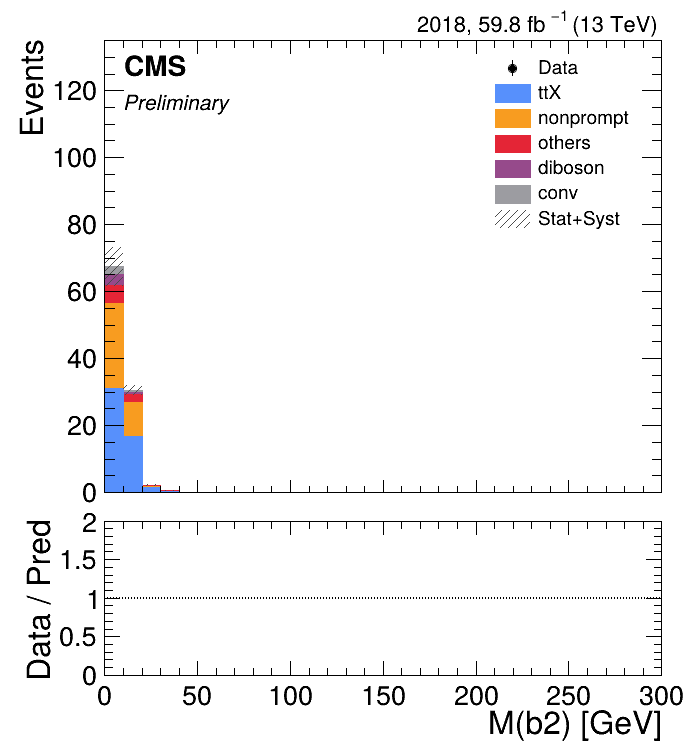 2018, 59.8 fb⁻¹ (13 TeV)
CMS
Preliminary
Events
120
100
80
60
40
20
0
Data
ttX
nonprompt
others
diboson
conv
Stat+Syst
Data / Pred
2
1.5
1
0.5
0
0 50 100 150 200 250 300
M(b2) [GeV]